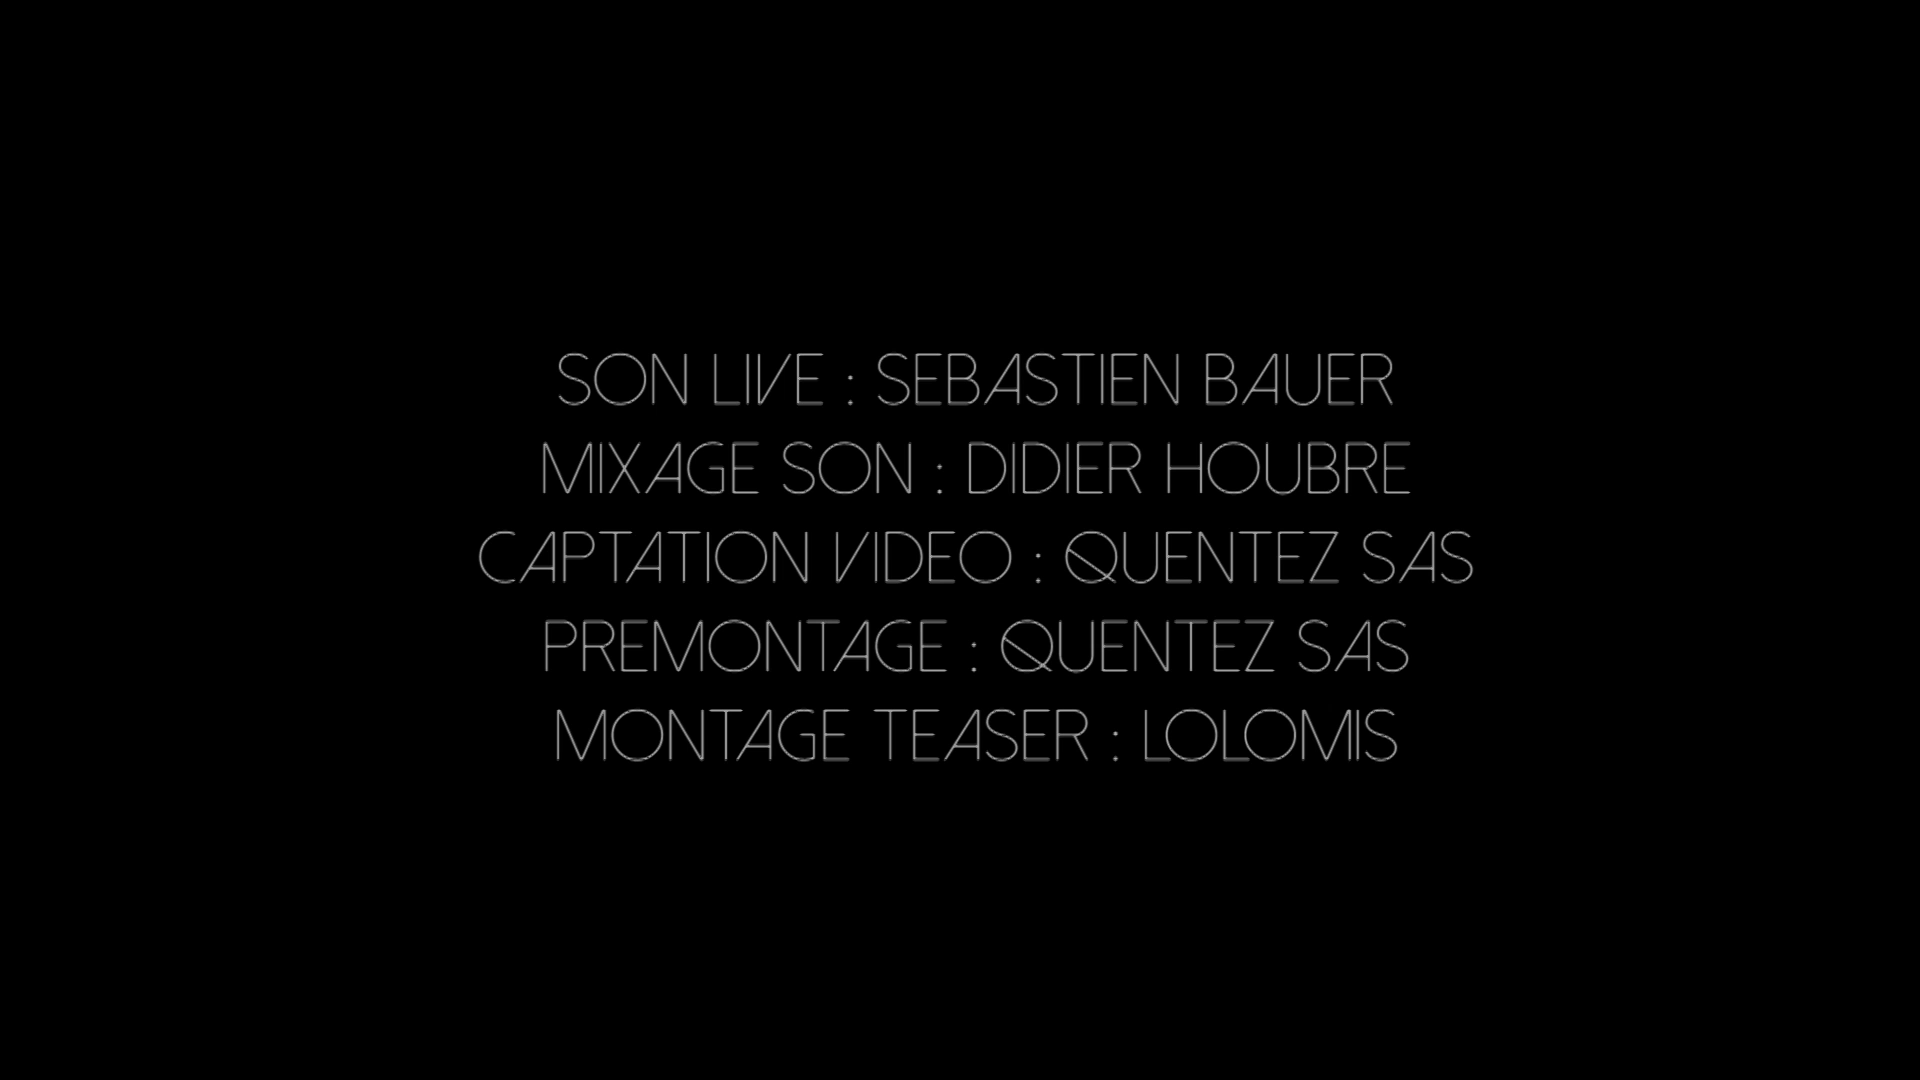 SON LIVE : SEBASTIEN BAUER
MIXAGE SON : DIDIER HOUBRE
CAPTATION VIDEO : QUENTEZ SAS
PREMONTAGE : QUENTEZ SAS
MONTAGE TEASER : LOLOMIS